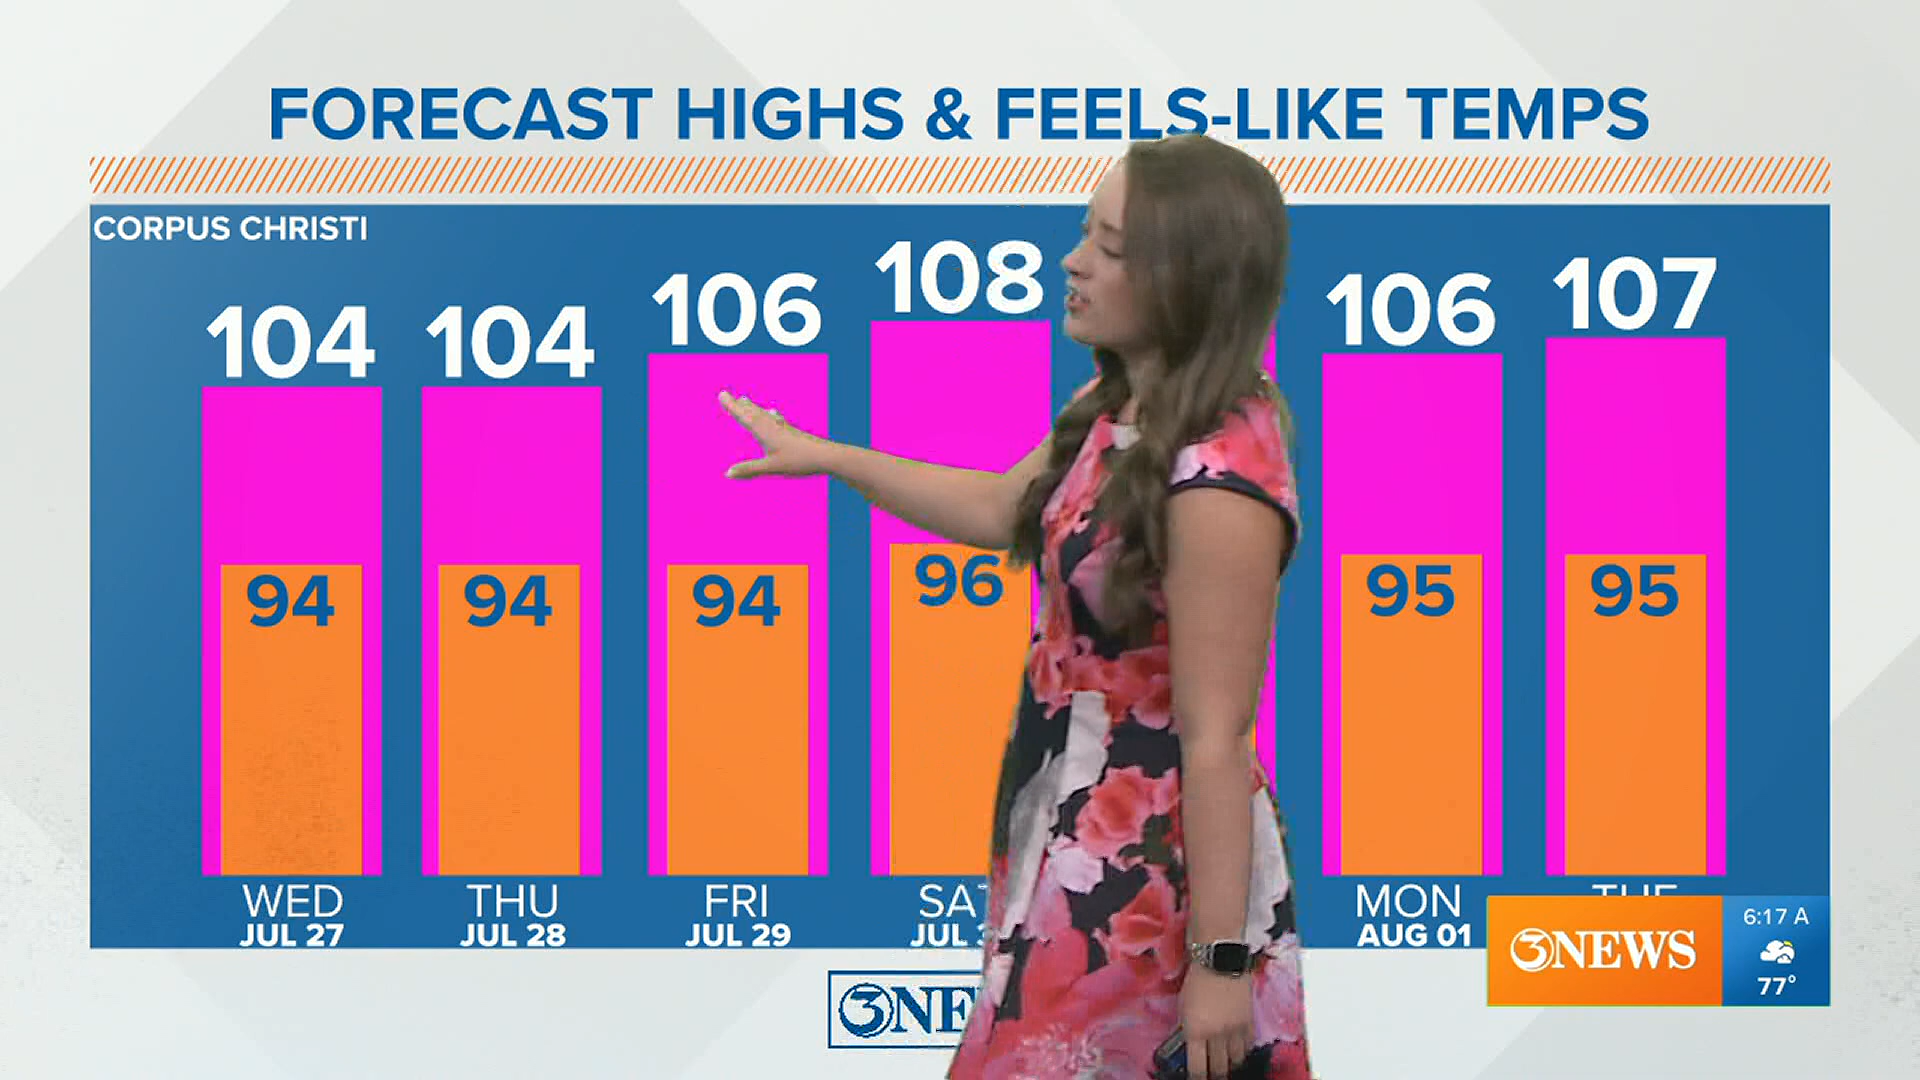 FORECAST HIGHS & FEELS-LIKE TEMPS
CORPUS CHRISTI
104 104 106 108 106 107
94 94 94 96 95 95
WED THU FRI MON
JUL 27 JUL 28 JUL 29 JUL AUG 01
3NEWS
6:17 A
77°